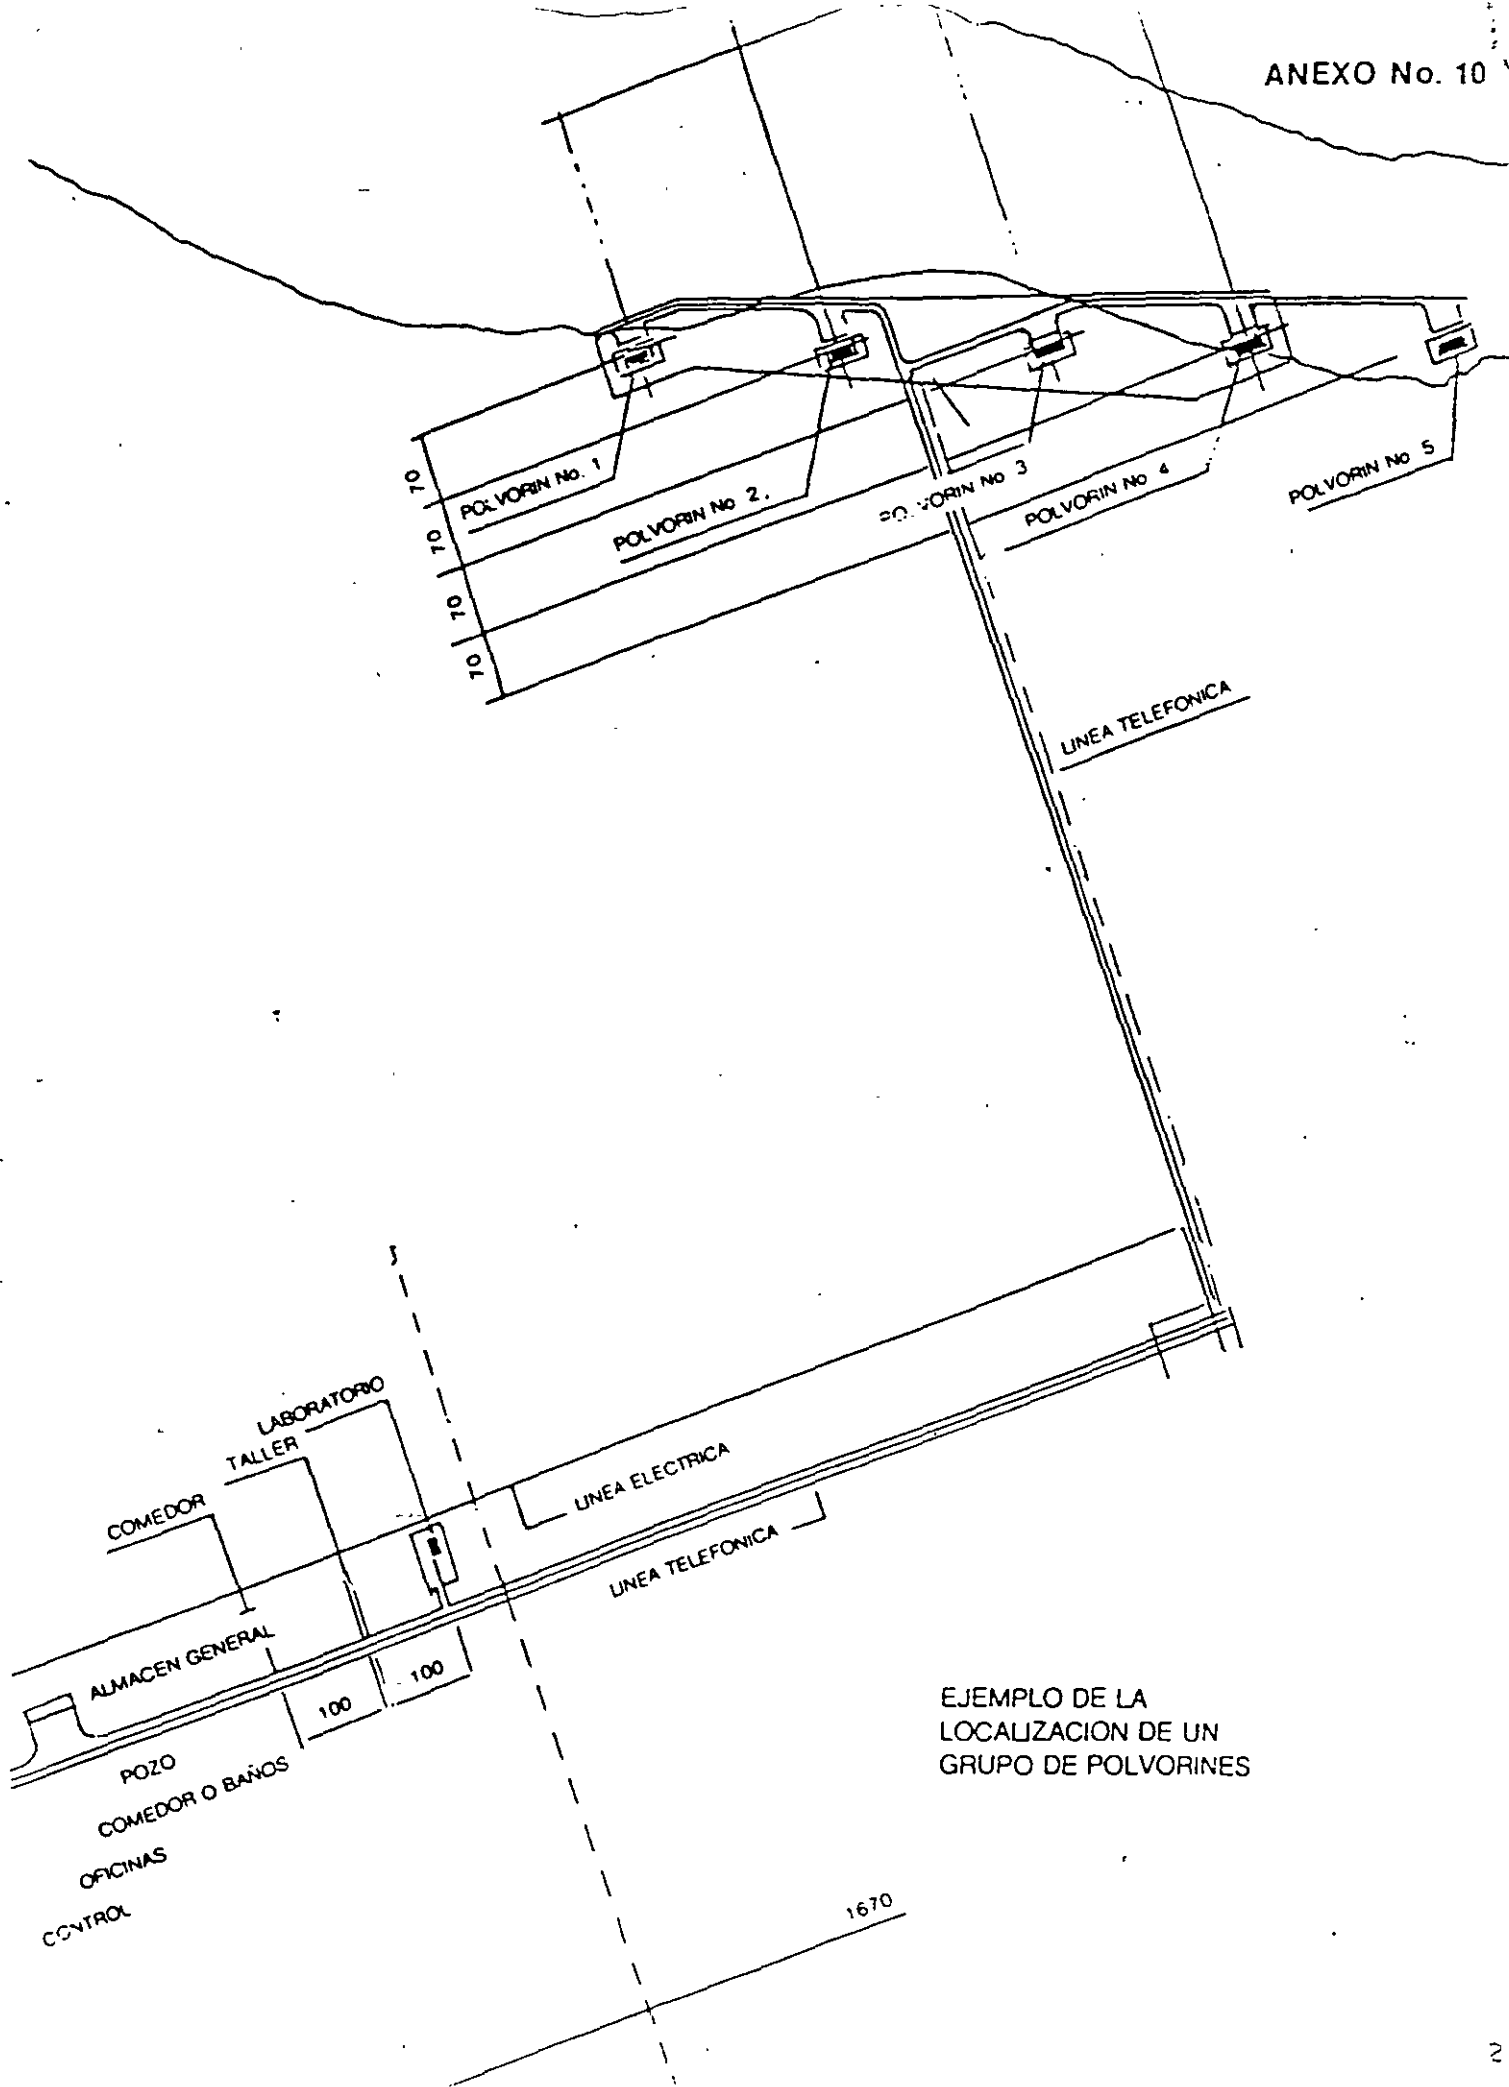 ANEXO No. 10
70
70
70
70
POLVORIN No. 1
POLVORIN No 2.
POLVORIN No 3
POLVORIN No 4
POLVORIN No 5
LINEA TELEFONICA
LABORATORIO
TALLER
COMEDOR
LINEA ELECTRICA
LINEA TELEFONICA
ALMACEN GENERAL
100
100
POZO
COMEDOR O BAÑOS
OFICINAS
CONTROL
EJEMPLO DE LA
LOCALIZACION DE UN
GRUPO DE POLVORINES
1670
2